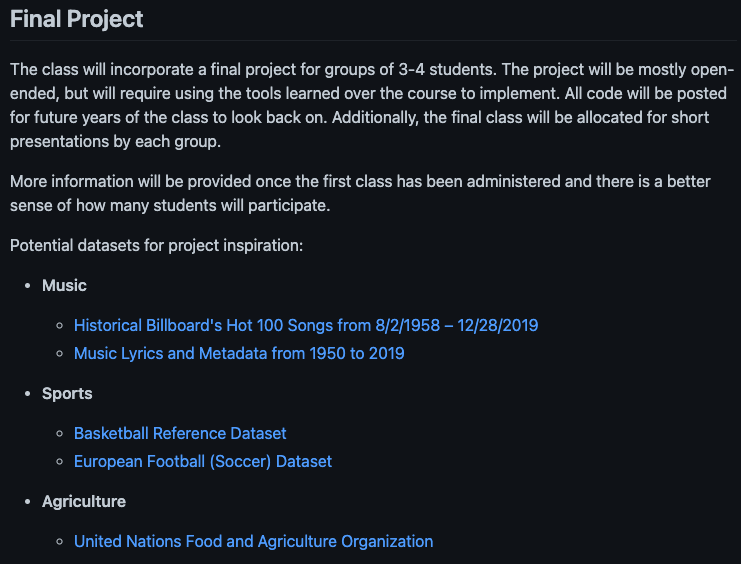 Final Project
The class will incorporate a final project for groups of 3-4 students. The project will be mostly open-
ended, but will require using the tools learned over the course to implement. All code will be posted
for future years of the class to look back on. Additionally, the final class will be allocated for short
presentations by each group.
More information will be provided once the first class has been administered and there is a better
sense of how many students will participate.
Potential datasets for project inspiration:
• Music
◦ Historical Billboard's Hot 100 Songs from 8/2/1958 – 12/28/2019
◦ Music Lyrics and Metadata from 1950 to 2019
• Sports
◦ Basketball Reference Dataset
◦ European Football (Soccer) Dataset
• Agriculture
◦ United Nations Food and Agriculture Organization